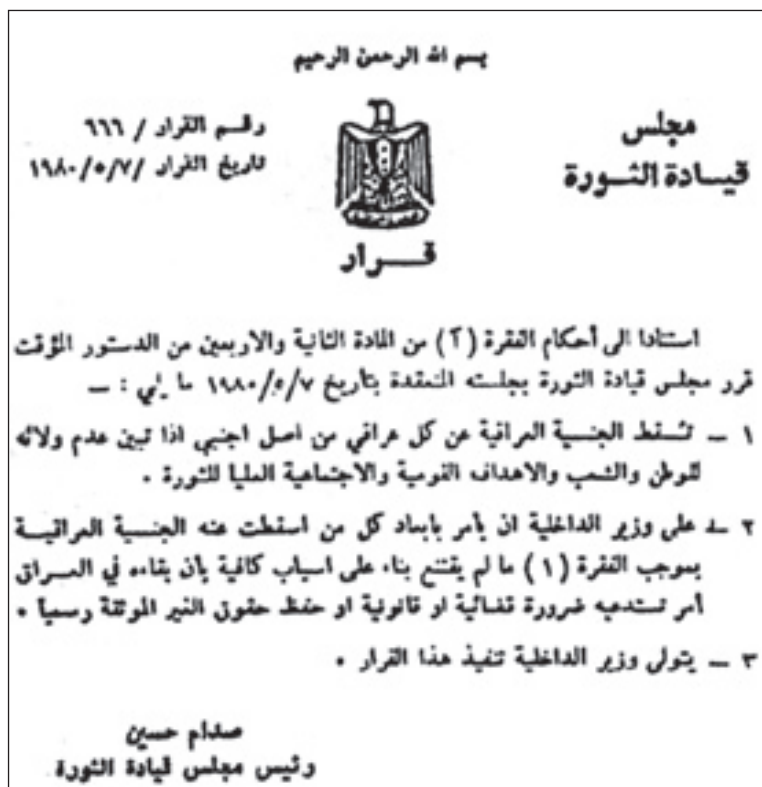 بسم الله الرحمن الرحيم
مجلس
قيادة الثورة
رقم القرار / ٦٦٦
تاريخ القرار /٧/٥/١٩٨٠
قرار
استنادا الى أحكام الفقرة (آ) من المادة الثانية والاربعين من الدستور المؤقت
قرر مجلس قيادة الثورة بجلسته المنعقدة بتاريخ ٧/٥/١٩٨٠ ما يلي : ــ
١ ــ تسقط الجنسية العراقية عن كل عراقي من اصل اجنبي اذا تبين عدم ولائه
للوطن والشعب والاهداف القومية والاجتماعية العليا للثورة .
٢ ــ على وزير الداخلية ان يأمر بابعاد كل من اسقطت عنه الجنسية العراقية
بموجب الفقرة (١) ما لم يقتنع بناء على اسباب كافية بأن بقاءه في العراق
أمر تستدعيه ضرورة قضائية او قانونية او حفظ حقوق الغير الموثقة رسمياً .
٣ ــ يتولى وزير الداخلية تنفيذ هذا القرار .
صدام حسين
رئيس مجلس قيادة الثورة